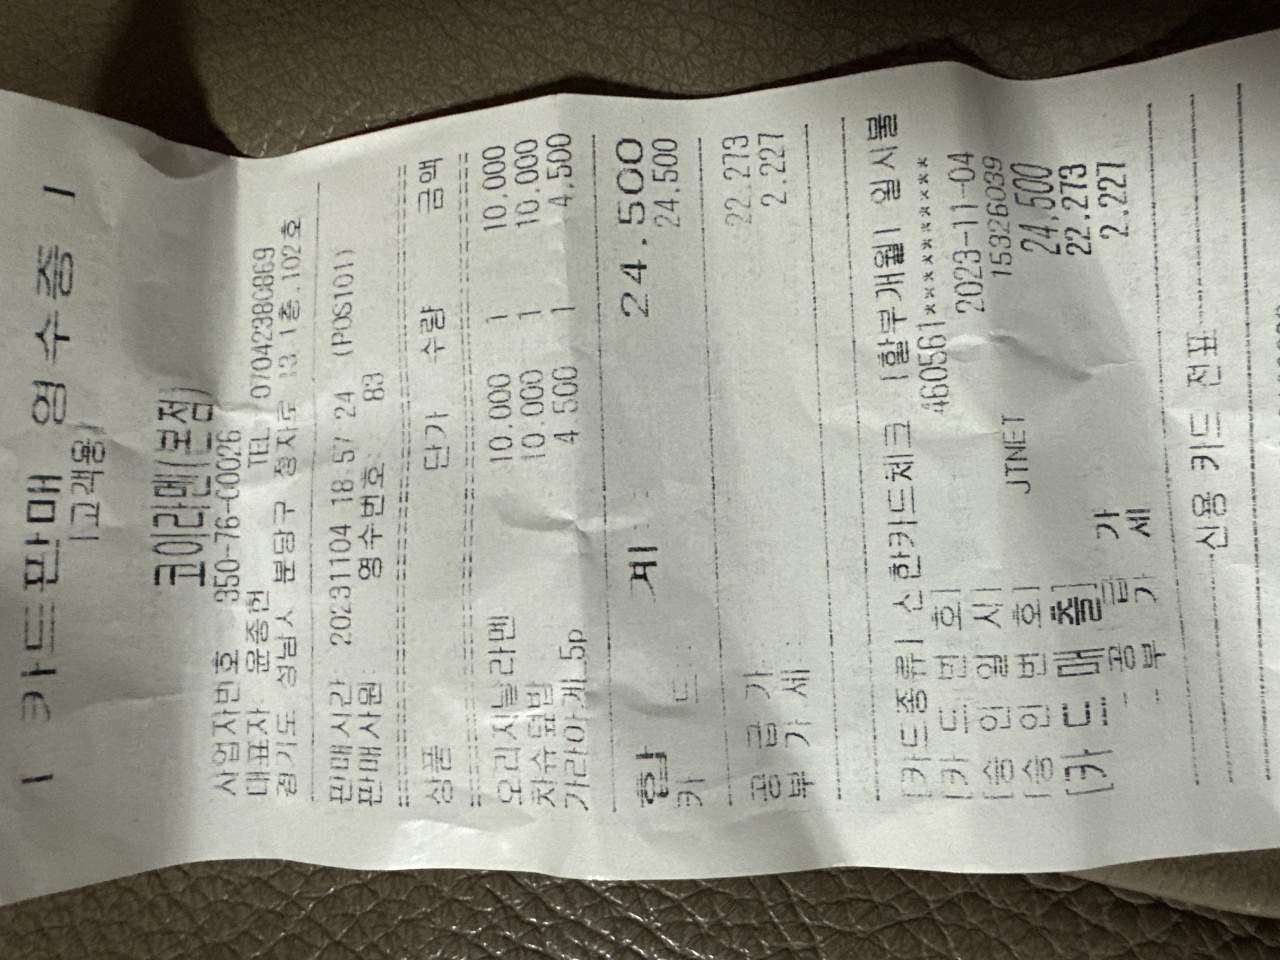 [ 카드판매 영수증 ]
[고객용]
코이라멘(본점)
사업자번호 350-76-00026
대표자 윤종현 TEL 07042380869
경기도 성남시 분당구 정자로 13 1층.102호
판매시간: 20231104 18:57:24 (POS101)
판매사원: 영수번호: 83
상품 단가 수량 금액
오리지날라멘 10.000 1 10.000
차슈덮밥 10.000 1 10.000
가라아게_5p 4.500 1 4.500
합 계 : 24.500
카 드 : 24.500
공 급 가 : 22.273
부 가 세 : 2.227
[카드종류] 신한카드체크 [할부개월] 일시불
[카 드 번 호] 460561**********
[승 인 일 시] 2023-11-04
[승 인 번 호] JTNET 15326039
[카 드 매 출] 24,500
- 공 급 가 22.273
- 부 가 세 2.227
신용 카드 전표